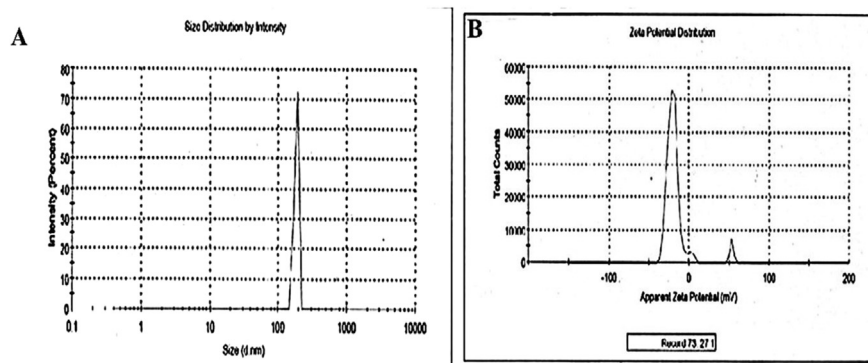 A
Size Distribution by Intensity
Intensity (Percent)
80
70
60
50
40
30
20
10
0
0.1
1
10
100
1000
10000
Size (d.nm)
B
Zeta Potential Distribution
Total Counts
60000
50000
40000
30000
20000
10000
0
-100
0
100
200
Apparent Zeta Potential (mV)
Record 73: 27 1